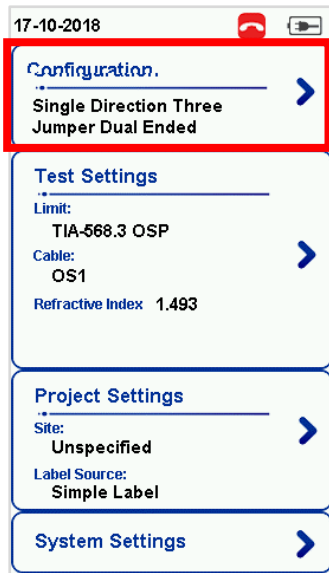 17-10-2018
Configuration.
Single Direction Three
Jumper Dual Ended
Test Settings
Limit:
TIA-568.3 OSP
Cable:
OS1
Refractive Index 1.493
Project Settings
Site:
Unspecified
Label Source:
Simple Label
System Settings